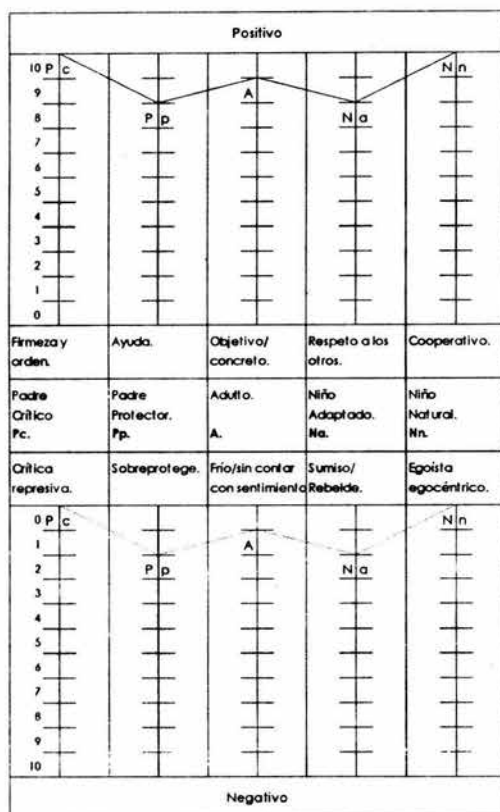 Positivo
10 P c N n
9 A
8 P p N a
7
6
5
4
3
2
1
0
Firmeza y Ayuda. Objetivo/ Respeto a los Cooperativo.
orden. concreto. otros.
Padre Padre Adulto. Niño Niño
Crítico Protector. Adaptado. Natural.
Pc. Pp. A. Na. Nn.
Crítica Sobreprotege. Frío/sin contar Sumiso/ Egoísta
represiva. con sentimiento Rebelde. egocéntrico.
0 P c N n
1 A
2 P p N a
3
4
5
6
7
8
9
10
Negativo